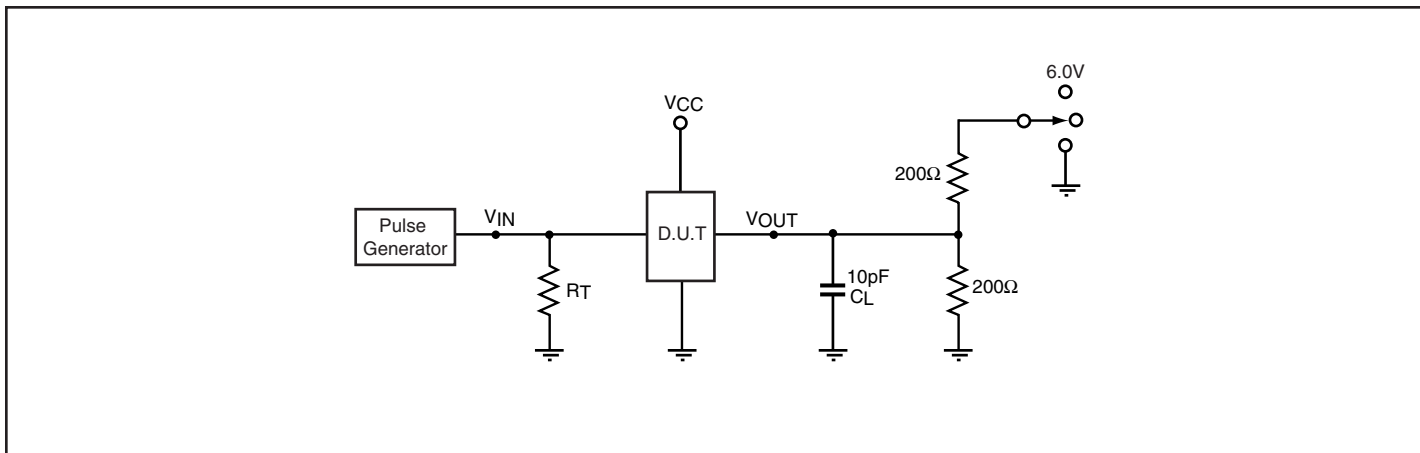 6.0V
VCC
200Ω
Pulse
Generator
VIN
D.U.T
VOUT
RT
10pF
CL
200Ω